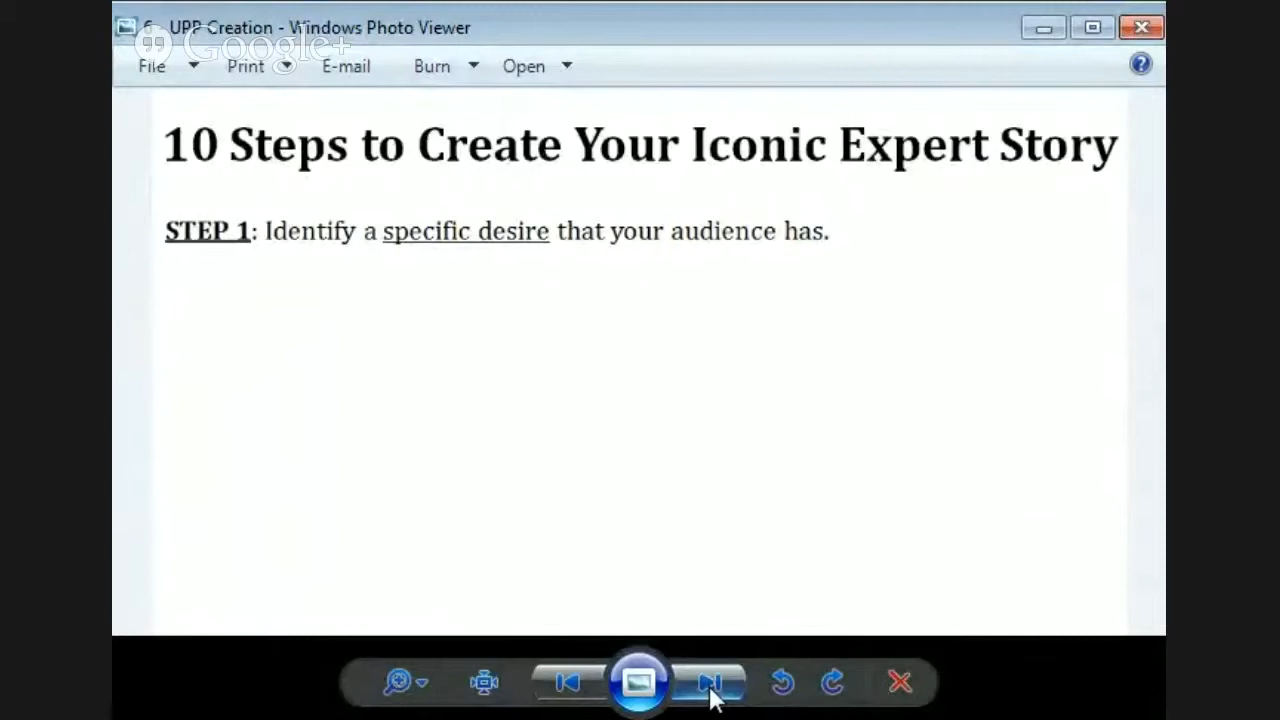 6 - UPP Creation - Windows Photo Viewer
Google+
File Print E-mail Burn Open
10 Steps to Create Your Iconic Expert Story
STEP 1: Identify a specific desire that your audience has.